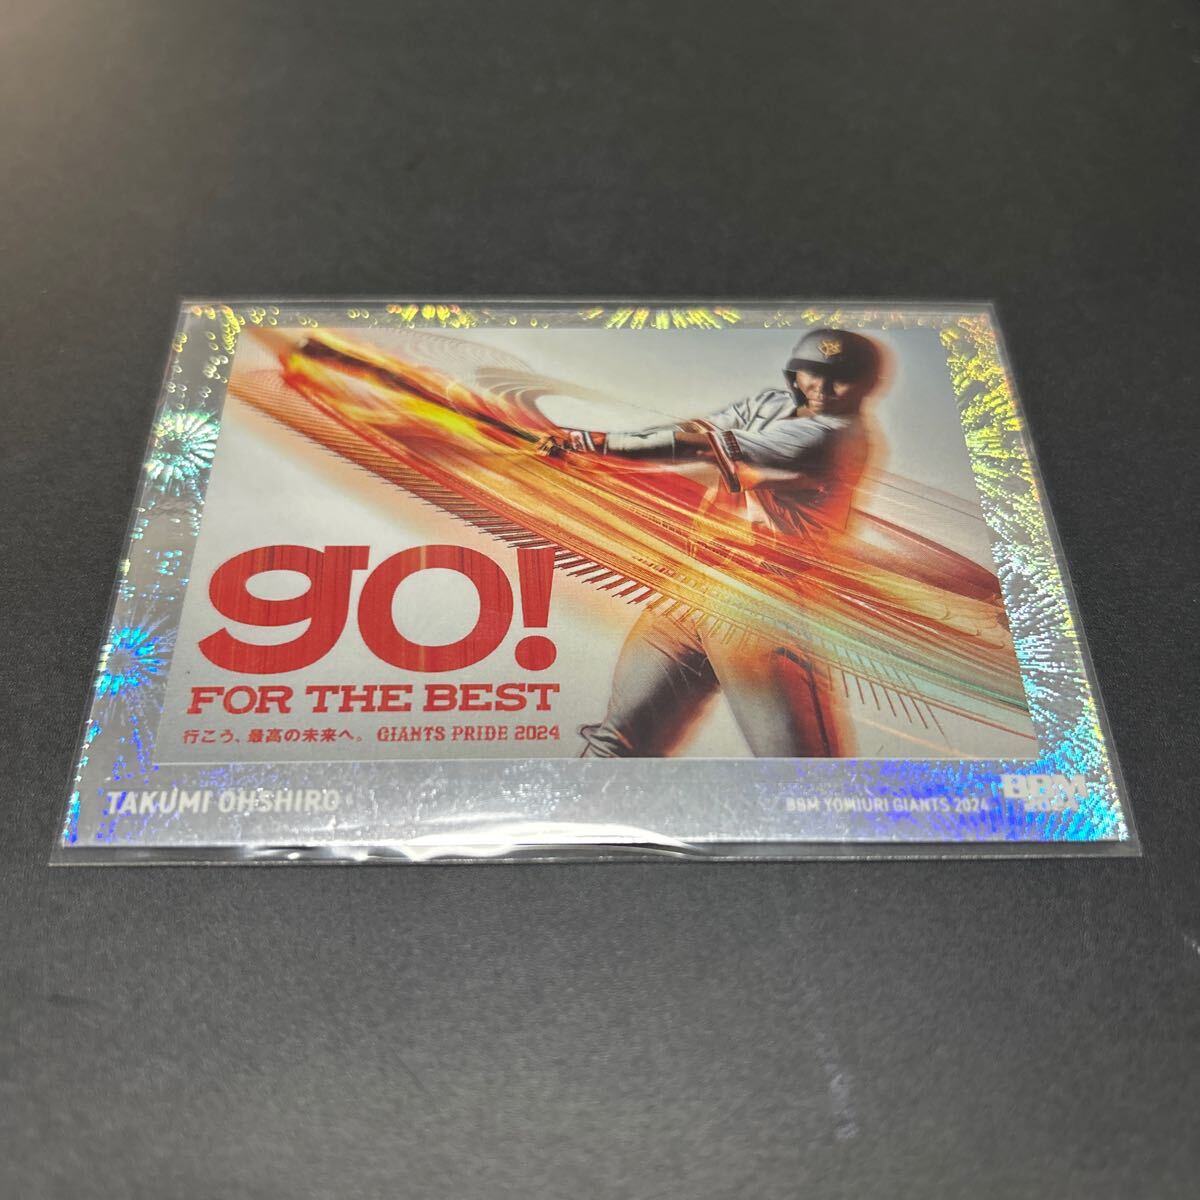 go!
FOR THE BEST
行こう、最高の未来へ。 GIANTS PRIDE 2024
TAKUMI OHSHIRO
BBM YOMIURI GIANTS 2024
BBM